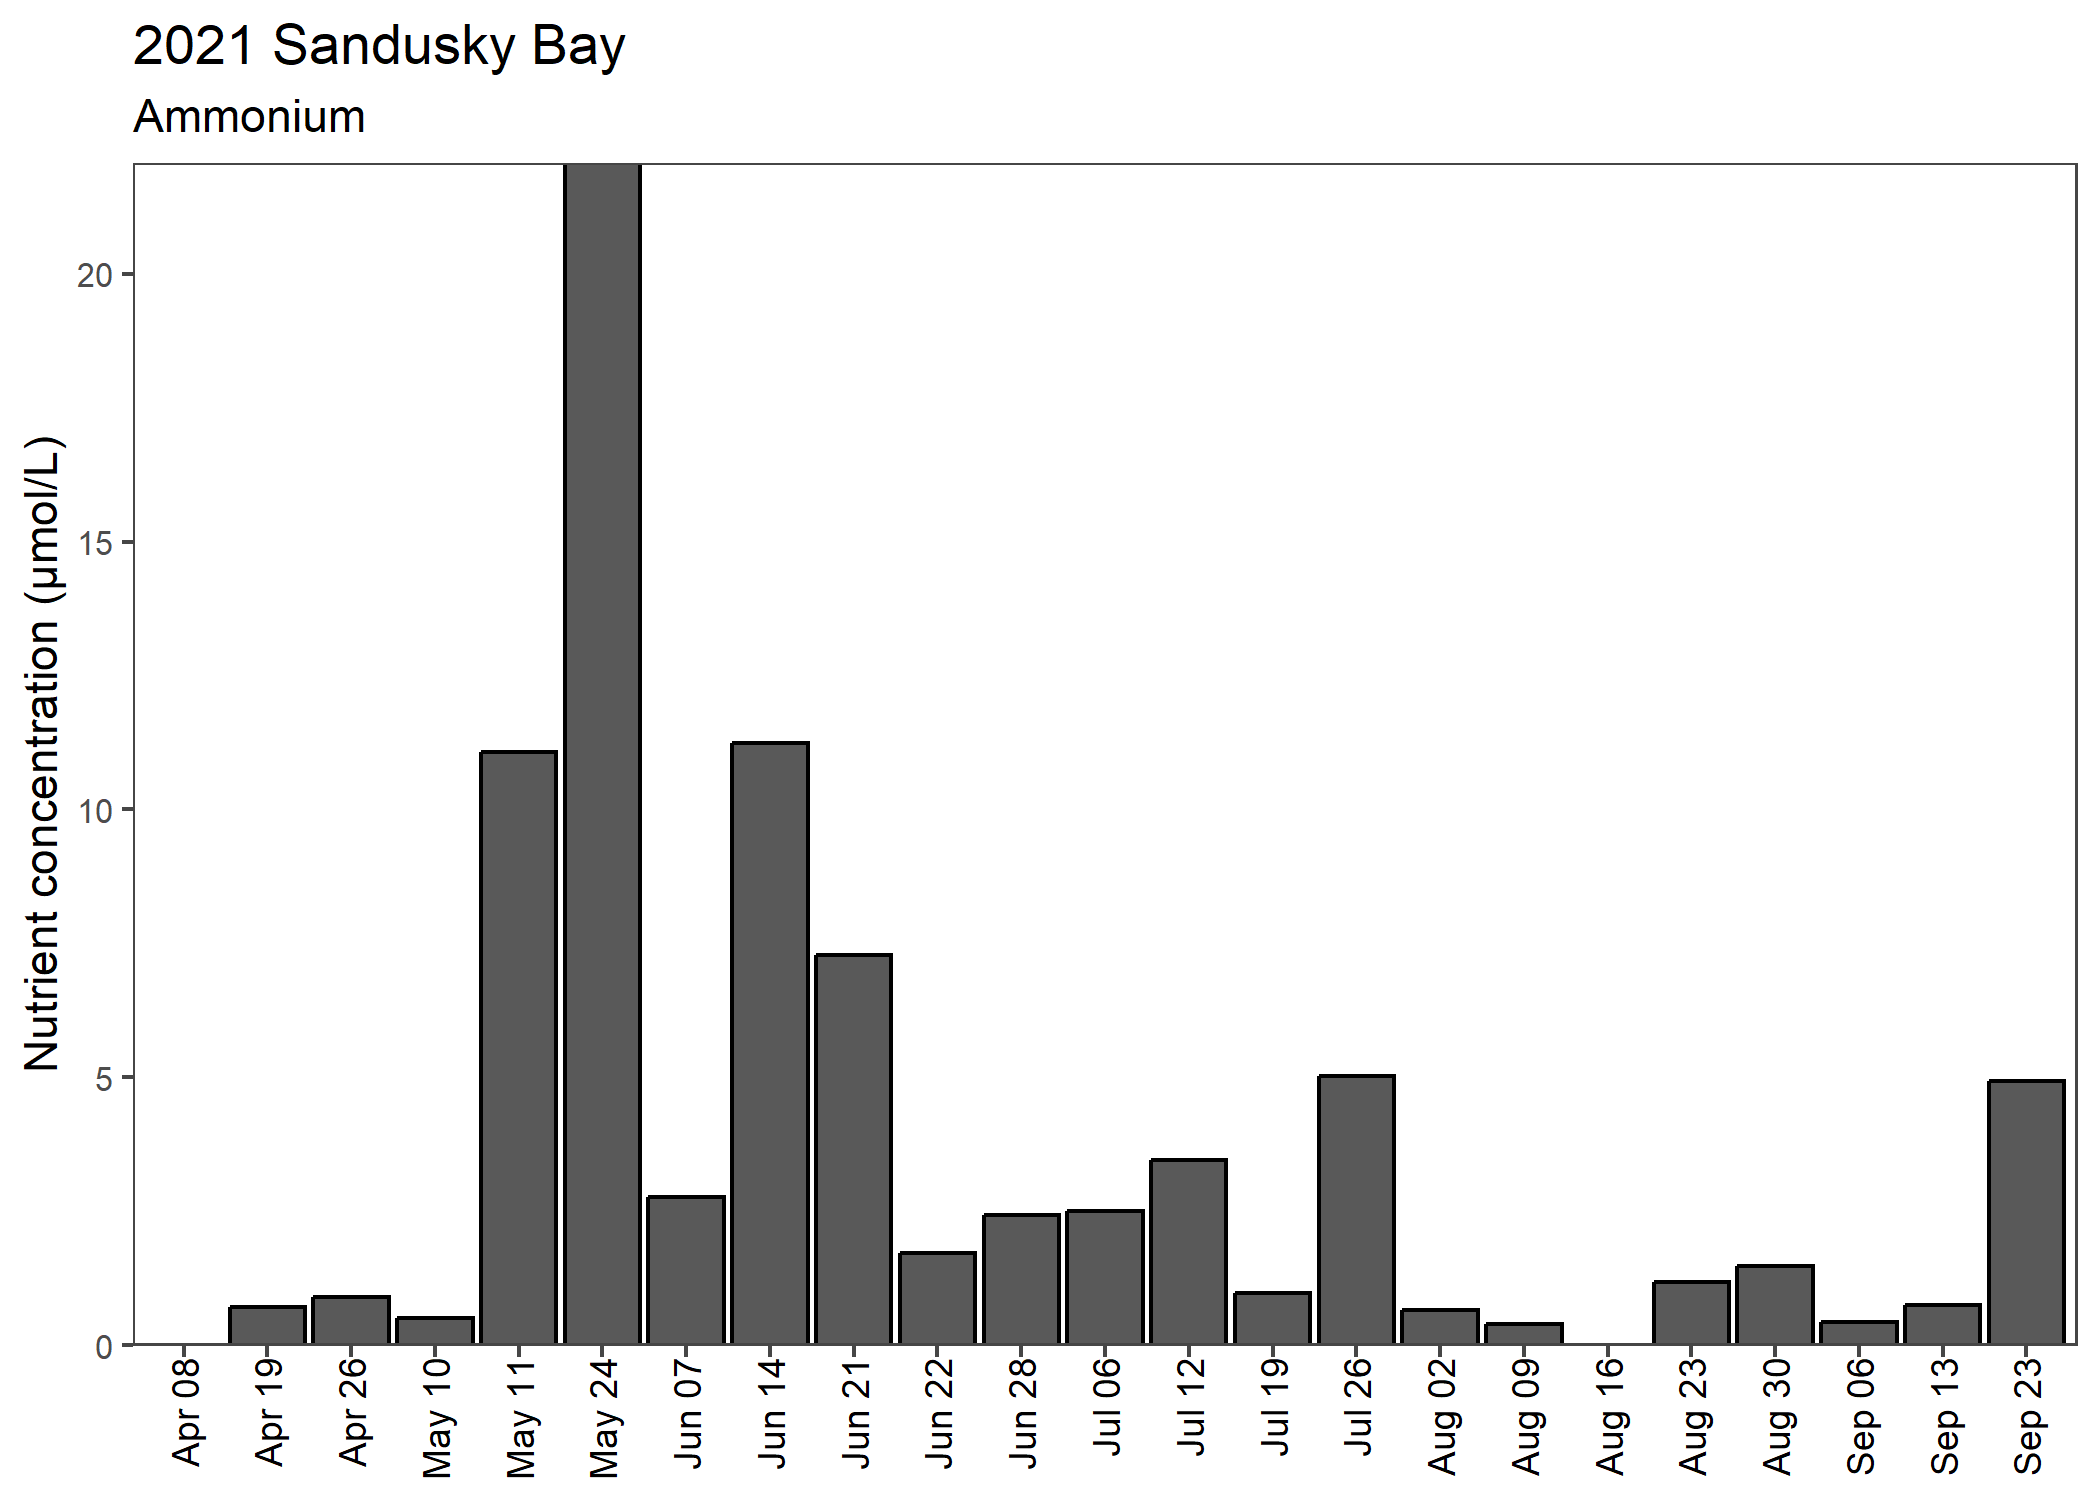 2021 Sandusky Bay
Ammonium
Nutrient concentration (µmol/L)
20
15
10
5
0
Apr 08
Apr 19
Apr 26
May 10
May 11
May 24
Jun 07
Jun 14
Jun 21
Jun 22
Jun 28
Jul 06
Jul 12
Jul 19
Jul 26
Aug 02
Aug 09
Aug 16
Aug 23
Aug 30
Sep 06
Sep 13
Sep 23